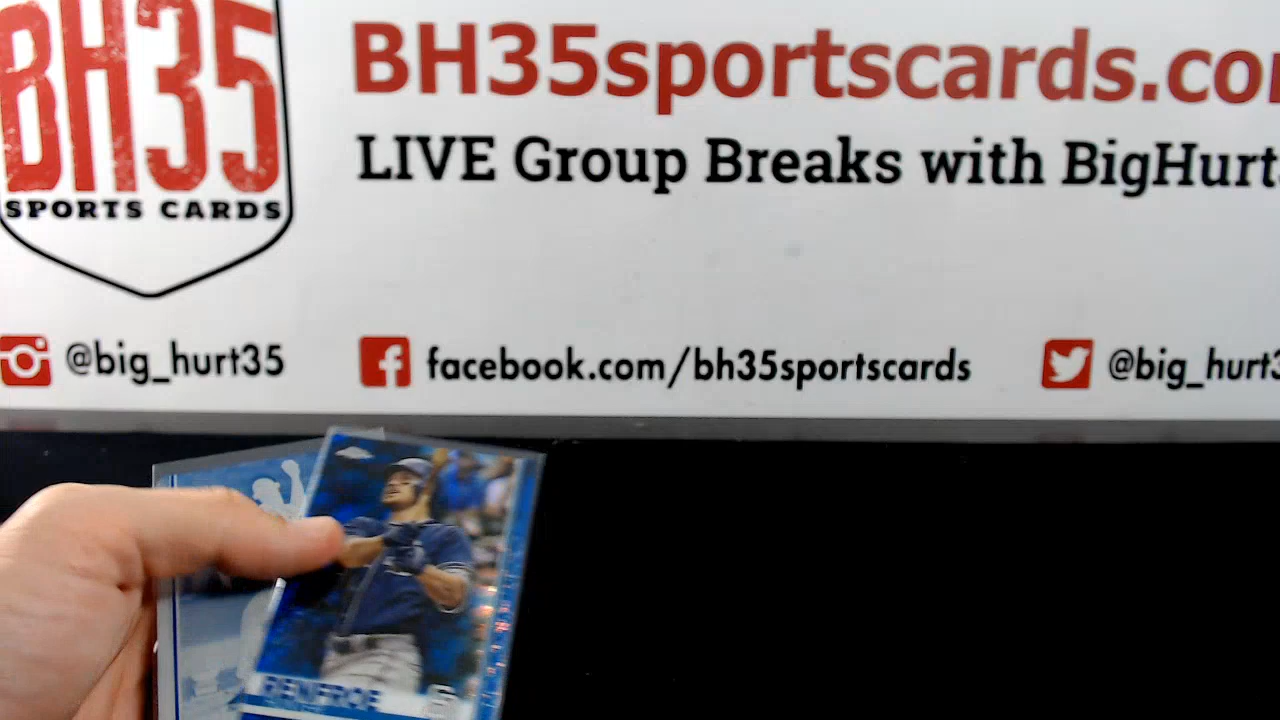 BH35
SPORTS CARDS
BH35sportscards.co
LIVE Group Breaks with BigHurt
@big_hurt35
facebook.com/bh35sportscards
@big_hurt3
RENFROE